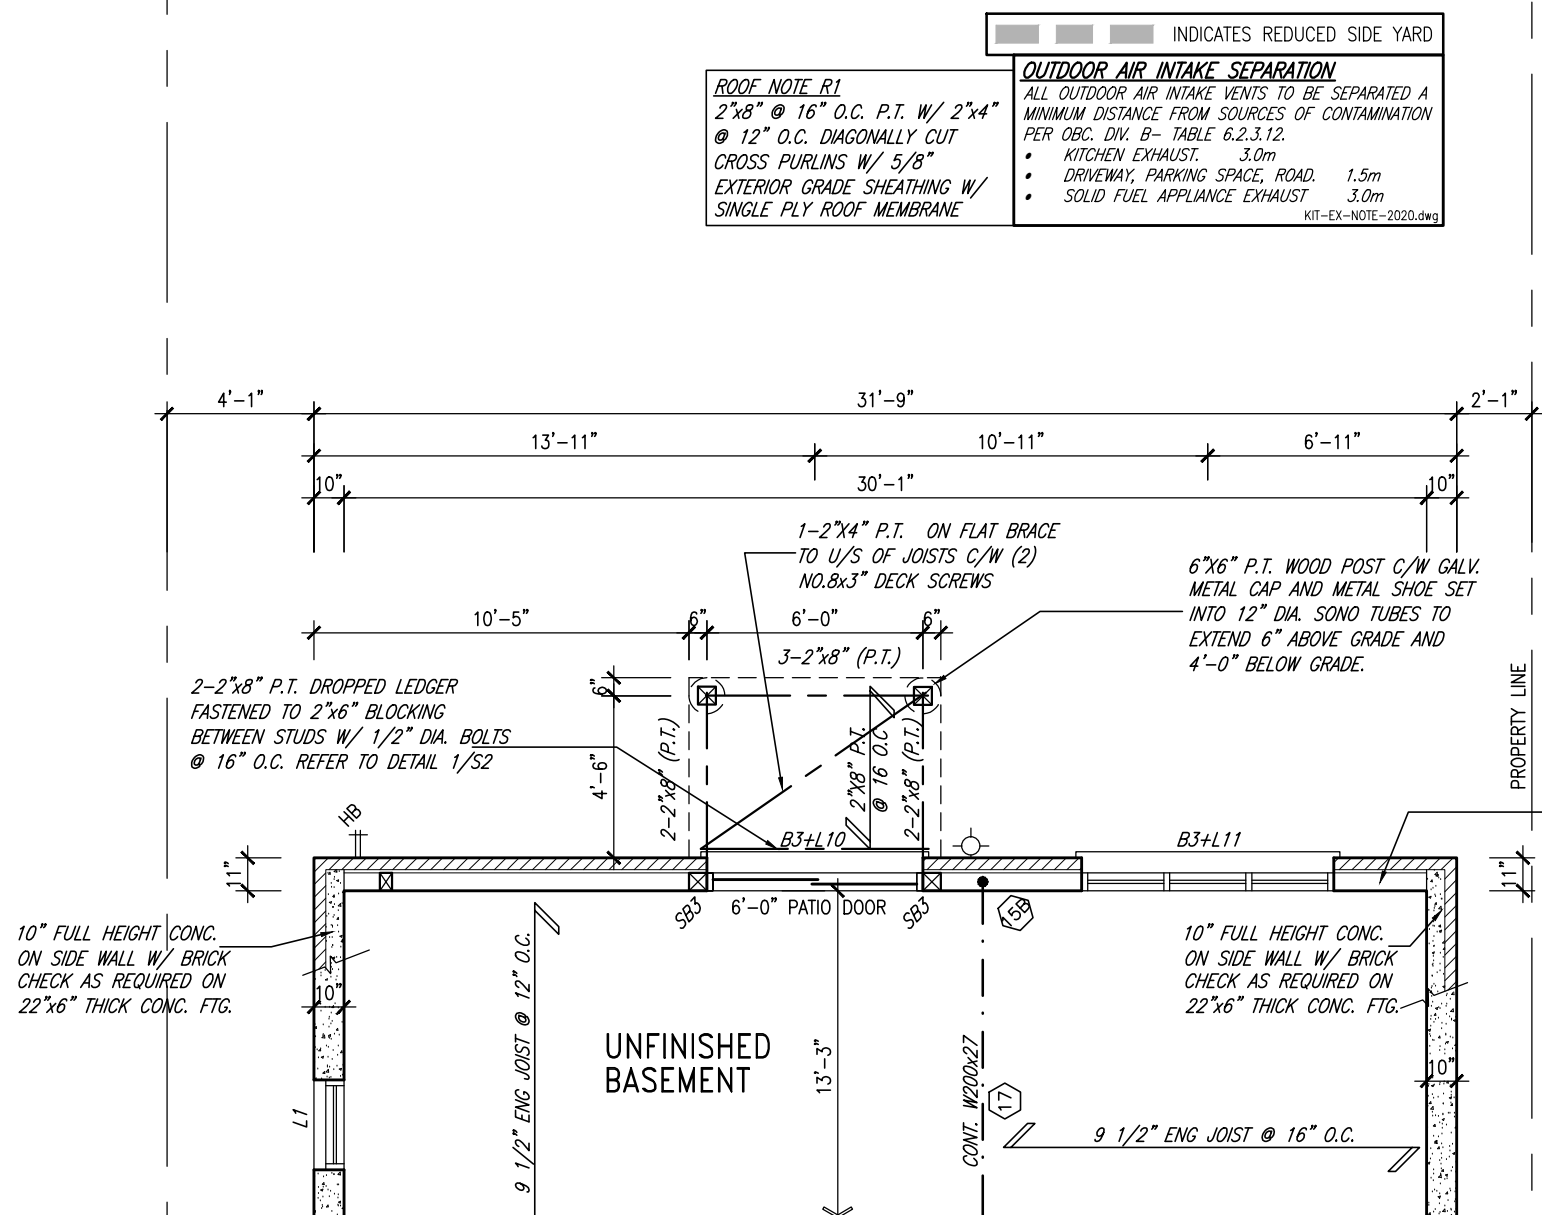 INDICATES REDUCED SIDE YARD
ROOF NOTE R1
2"x8" @ 16" O.C. P.T. W/ 2"x4"
@ 12" O.C. DIAGONALLY CUT
CROSS PURLINS W/ 5/8"
EXTERIOR GRADE SHEATHING W/
SINGLE PLY ROOF MEMBRANE
OUTDOOR AIR INTAKE SEPARATION
ALL OUTDOOR AIR INTAKE VENTS TO BE SEPARATED A
MINIMUM DISTANCE FROM SOURCES OF CONTAMINATION
PER OBC. DIV. B- TABLE 6.2.3.12.
• KITCHEN EXHAUST. 3.0m
• DRIVEWAY, PARKING SPACE, ROAD. 1.5m
• SOLID FUEL APPLIANCE EXHAUST 3.0m
KIT-EX-NOTE-2020.dwg
4'-1" 31'-9" 2'-1"
13'-11" 10'-11" 6'-11"
10" 30'-1" 10"
1-2"X4" P.T. ON FLAT BRACE
TO U/S OF JOISTS C/W (2)
NO.8x3" DECK SCREWS
6"X6" P.T. WOOD POST C/W GALV.
METAL CAP AND METAL SHOE SET
INTO 12" DIA. SONO TUBES TO
EXTEND 6" ABOVE GRADE AND
4'-0" BELOW GRADE.
10'-5" 6" 6'-0" 6"
3-2"x8" (P.T.)
2-2"x8" P.T. DROPPED LEDGER
FASTENED TO 2"x6" BLOCKING
BETWEEN STUDS W/ 1/2" DIA. BOLTS
@ 16" O.C. REFER TO DETAIL 1/S2
6"
4'-6"
2-2"x8" (P.T.)
2"X8" P.T.
@ 16 O.C
2-2"x8" (P.T.)
PROPERTY LINE
HB
B3+L10
B3+L11
11"
11"
SB3
6'-0" PATIO DOOR
SB3
15B
10" FULL HEIGHT CONC.
ON SIDE WALL W/ BRICK
CHECK AS REQUIRED ON
22"x6" THICK CONC. FTG.
10" FULL HEIGHT CONC.
ON SIDE WALL W/ BRICK
CHECK AS REQUIRED ON
22"x6" THICK CONC. FTG.
10"
9 1/2" ENG JOIST @ 12" O.C.
UNFINISHED
BASEMENT
13'-3"
CONT. W200x27
17
10"
L1
9 1/2" ENG JOIST @ 16" O.C.